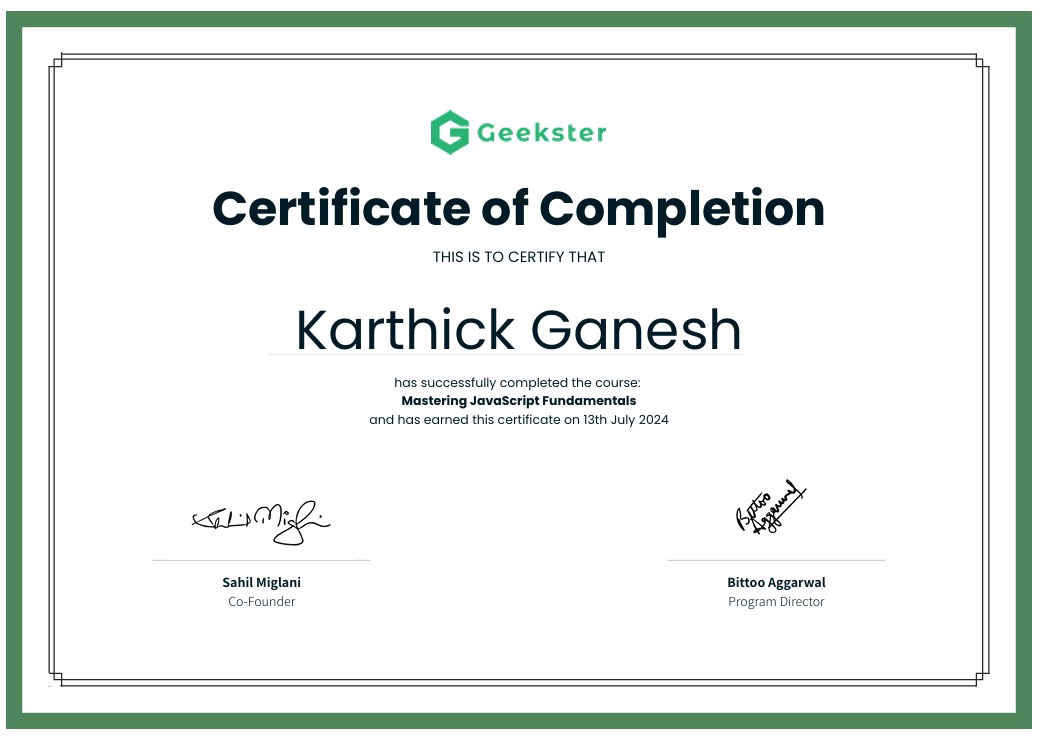 Geekster
Certificate of Completion
THIS IS TO CERTIFY THAT
Karthick Ganesh
has successfully completed the course:
Mastering JavaScript Fundamentals
and has earned this certificate on 13th July 2024
Sahil Miglani
Bittoo
Aggarwal
Sahil Miglani
Co-Founder
Bittoo Aggarwal
Program Director